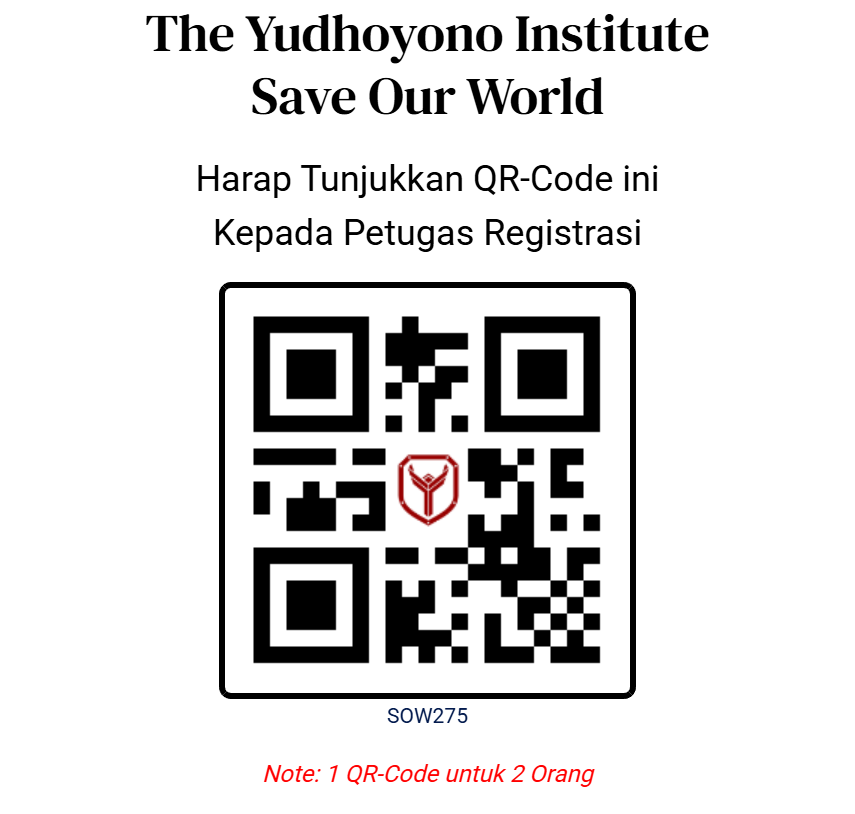 The Yudhoyono Institute
Save Our World
Harap Tunjukkan QR-Code ini
Kepada Petugas Registrasi
SOW275
Note: 1 QR-Code untuk 2 Orang